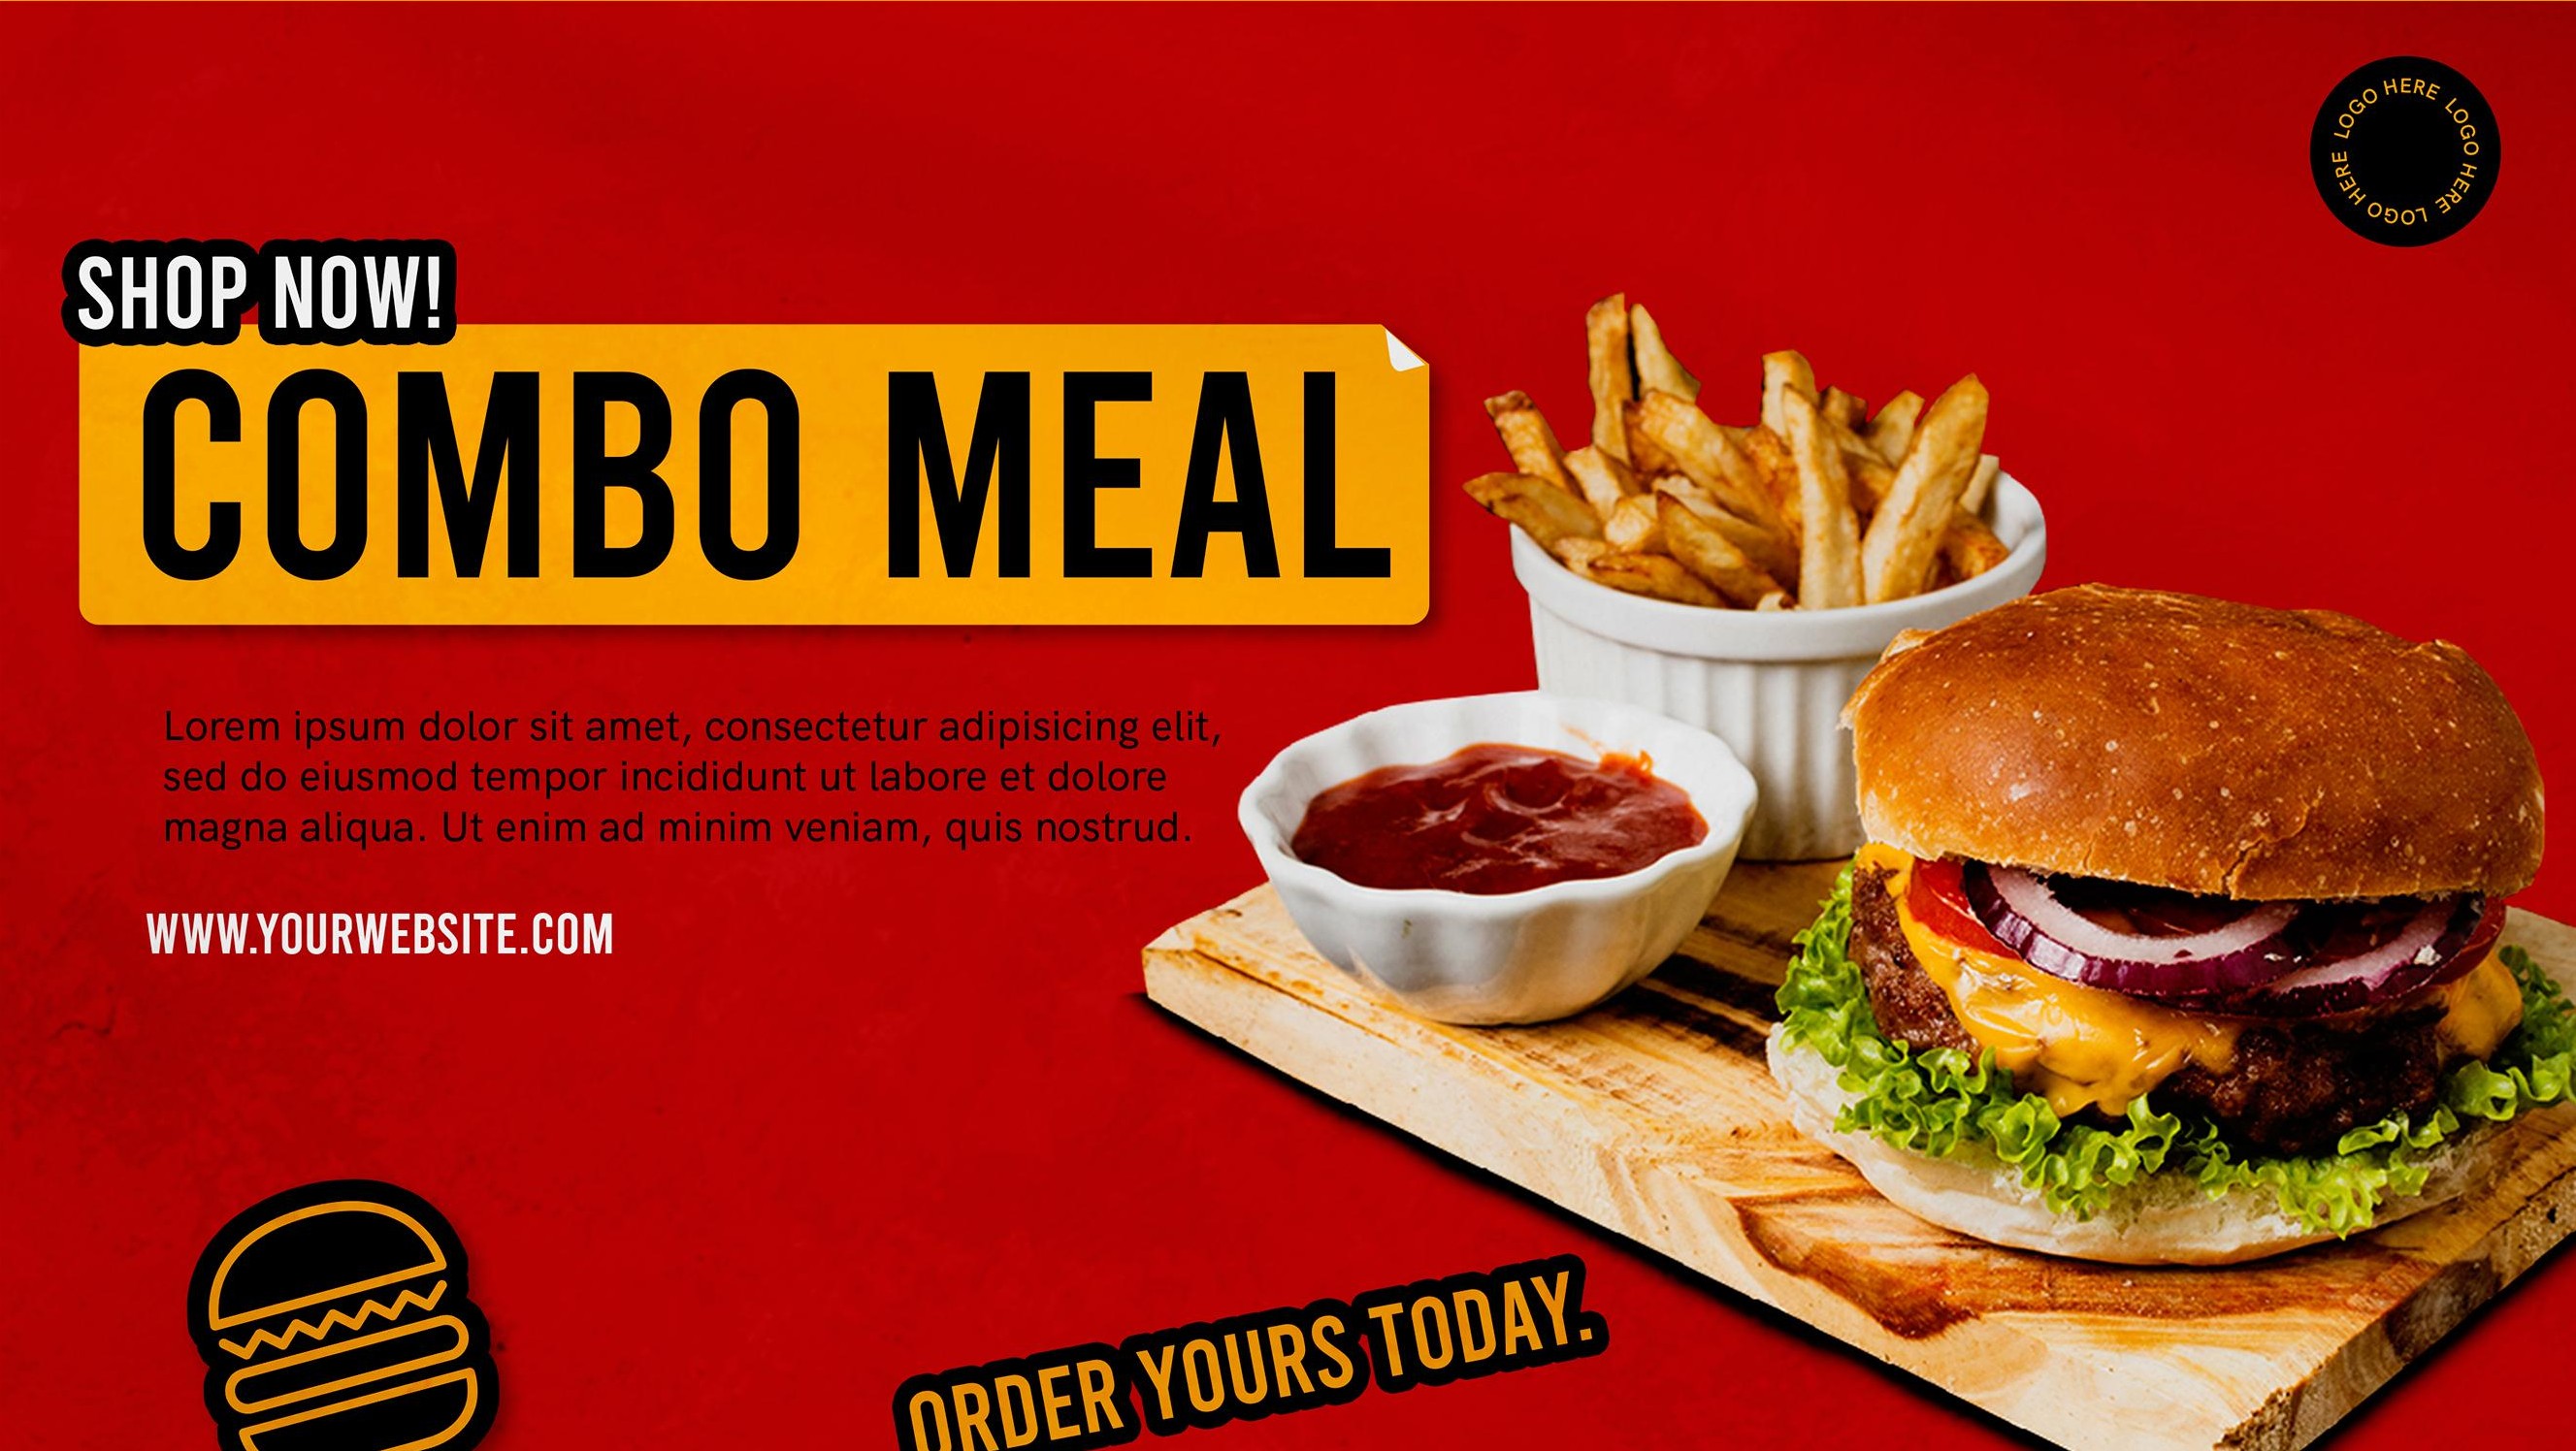 LOGO HERE LOGO HERE LOGO HERE
SHOP NOW!
COMBO MEAL
Lorem ipsum dolor sit amet, consectetur adipisicing elit,
sed do eiusmod tempor incididunt ut labore et dolore
magna aliqua. Ut enim ad minim veniam, quis nostrud.
WWW.YOURWEBSITE.COM
ORDER YOURS TODAY.